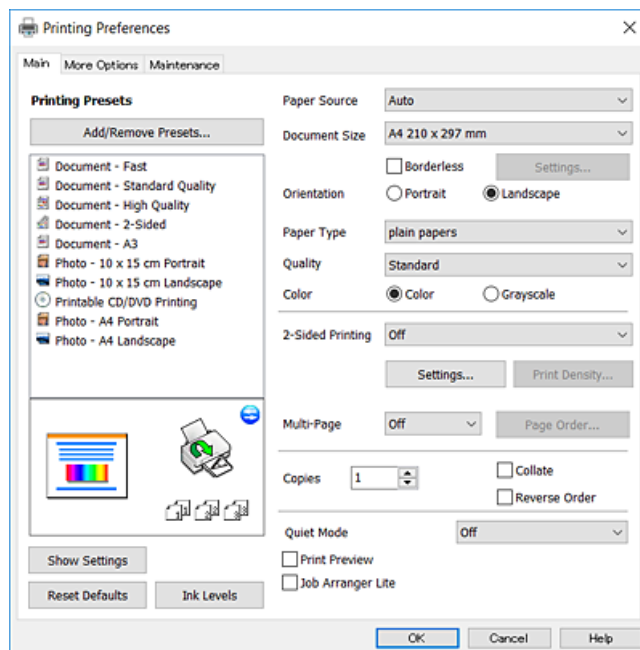 Printing Preferences
Main More Options Maintenance
Printing Presets
Add/Remove Presets...
Document - Fast
Document - Standard Quality
Document - High Quality
Document - 2-Sided
Document - A3
Photo - 10 x 15 cm Portrait
Photo - 10 x 15 cm Landscape
Printable CD/DVD Printing
Photo - A4 Portrait
Photo - A4 Landscape
Show Settings
Reset Defaults Ink Levels
Paper Source Auto
Document Size A4 210 x 297 mm
Borderless Settings...
Orientation Portrait Landscape
Paper Type plain papers
Quality Standard
Color Color Grayscale
2-Sided Printing Off
Settings... Print Density...
Multi-Page Off Page Order...
Copies 1 Collate
Reverse Order
Quiet Mode Off
Print Preview
Job Arranger Lite
OK Cancel Help